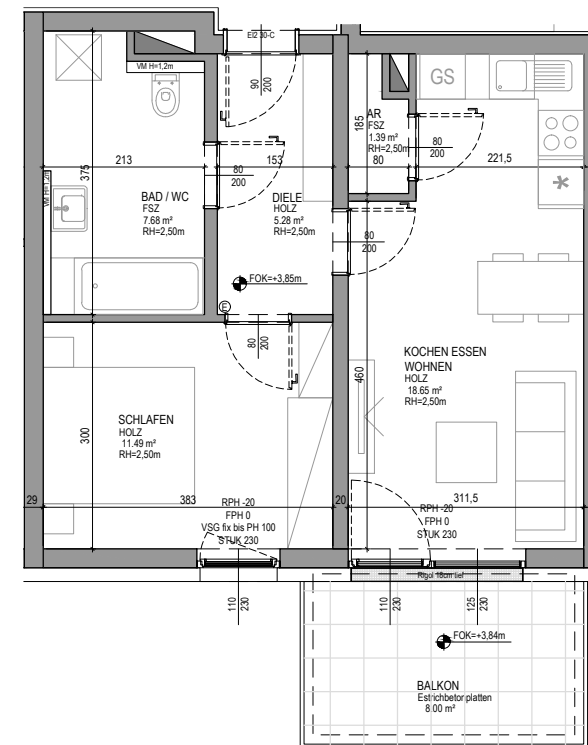 EI2 30-C
90
200
VM H=1,2m
GS
AR
FSZ
1.39 m²
RH=2,50m
185
80
80
200
221,5
213
375
80
200
153
VM H=1,2m
BAD / WC
FSZ
7.68 m²
RH=2,50m
DIELE
HOLZ
5.28 m²
RH=2,50m
80
200
FOK=+3,85m
E
80
200
KOCHEN ESSEN
WOHNEN
HOLZ
18.65 m²
RH=2,50m
460
SCHLAFEN
HOLZ
11.49 m²
RH=2,50m
300
29
383
20
311,5
RPH -20
FPH 0
VSG fix bis PH 100
STUK 230
RPH -20
FPH 0
STUK 230
Rigol 16cm tief
110
230
110
230
125
230
FOK=+3,84m
BALKON
Estrichbetonplatten
8.00 m²